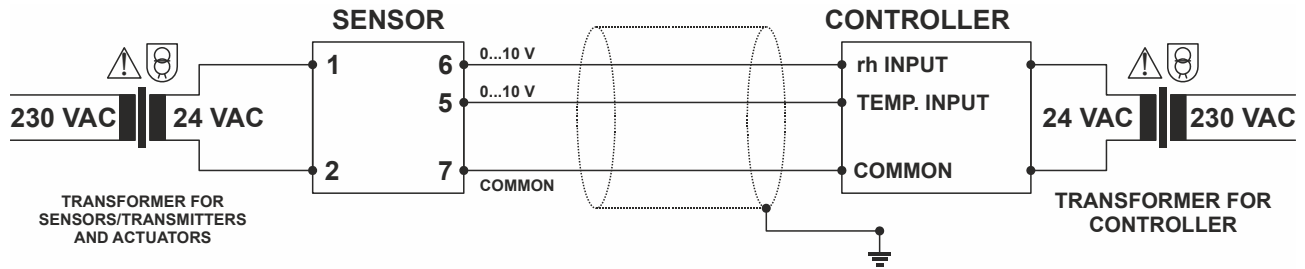 SENSOR
CONTROLLER
1
6
0...10 V
rh INPUT
5
0...10 V
TEMP. INPUT
230 VAC
24 VAC
24 VAC
230 VAC
2
7
COMMON
COMMON
TRANSFORMER FOR
SENSORS/TRANSMITTERS
AND ACTUATORS
TRANSFORMER FOR
CONTROLLER